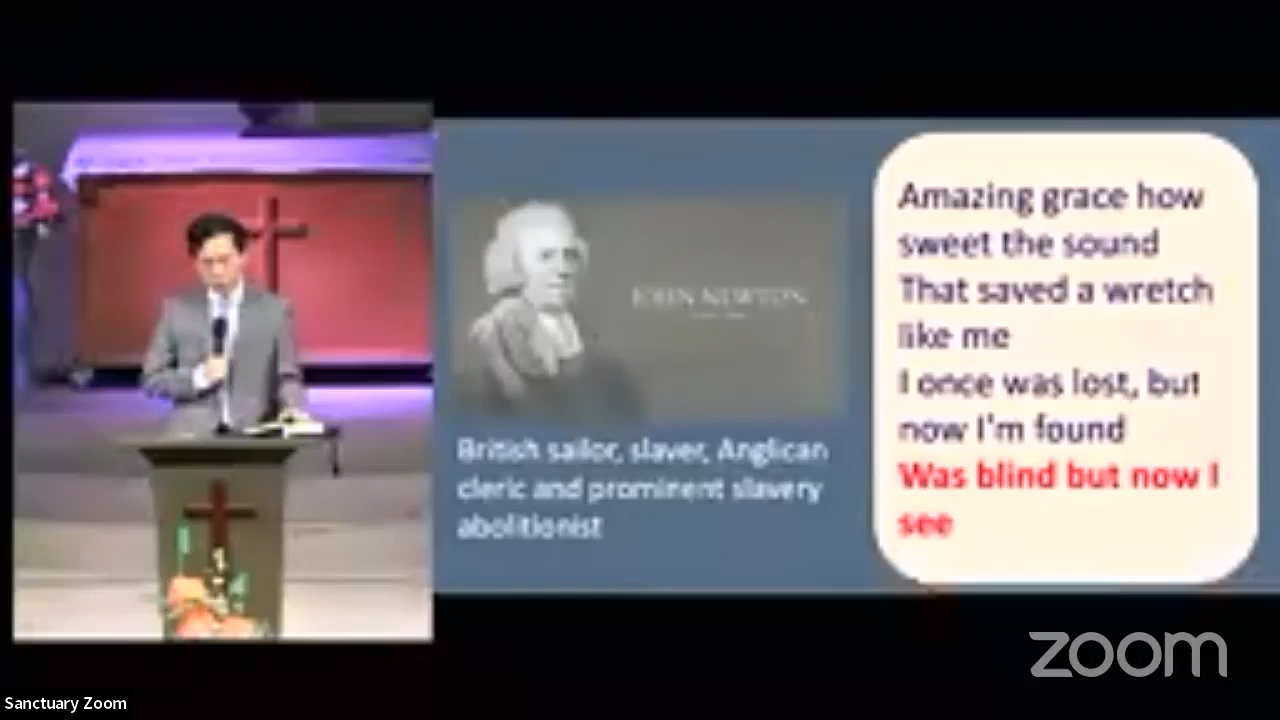 JOHN NEWTON
British sailor, slaver, Anglican
cleric and prominent slavery
abolitionist
Amazing grace how
sweet the sound
That saved a wretch
like me
I once was lost, but
now I'm found
Was blind but now I
see
zoom
Sanctuary Zoom